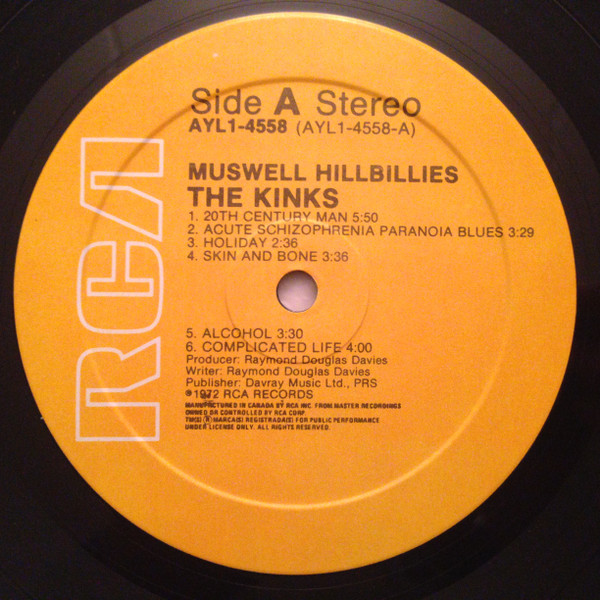 RCA
Side A Stereo
AYL1-4558 (AYL1-4558-A)
MUSWELL HILLBILLIES
THE KINKS
1. 20TH CENTURY MAN 5:50
2. ACUTE SCHIZOPHRENIA PARANOIA BLUES 3:29
3. HOLIDAY 2:36
4. SKIN AND BONE 3:36
5. ALCOHOL 3:30
6. COMPLICATED LIFE 4:00
Producer: Raymond Douglas Davies
Writer: Raymond Douglas Davies
Publisher: Davray Music Ltd., PRS
℗1972 RCA RECORDS
MANUFACTURED IN CANADA BY RCA INC. FROM MASTER RECORDINGS
OWNED OR CONTROLLED BY RCA CORP.
TM(S) ® MARCA(S) REGISTRADA(S) FOR PUBLIC PERFORMANCE
UNDER LICENSE ONLY. ALL RIGHTS RESERVED.